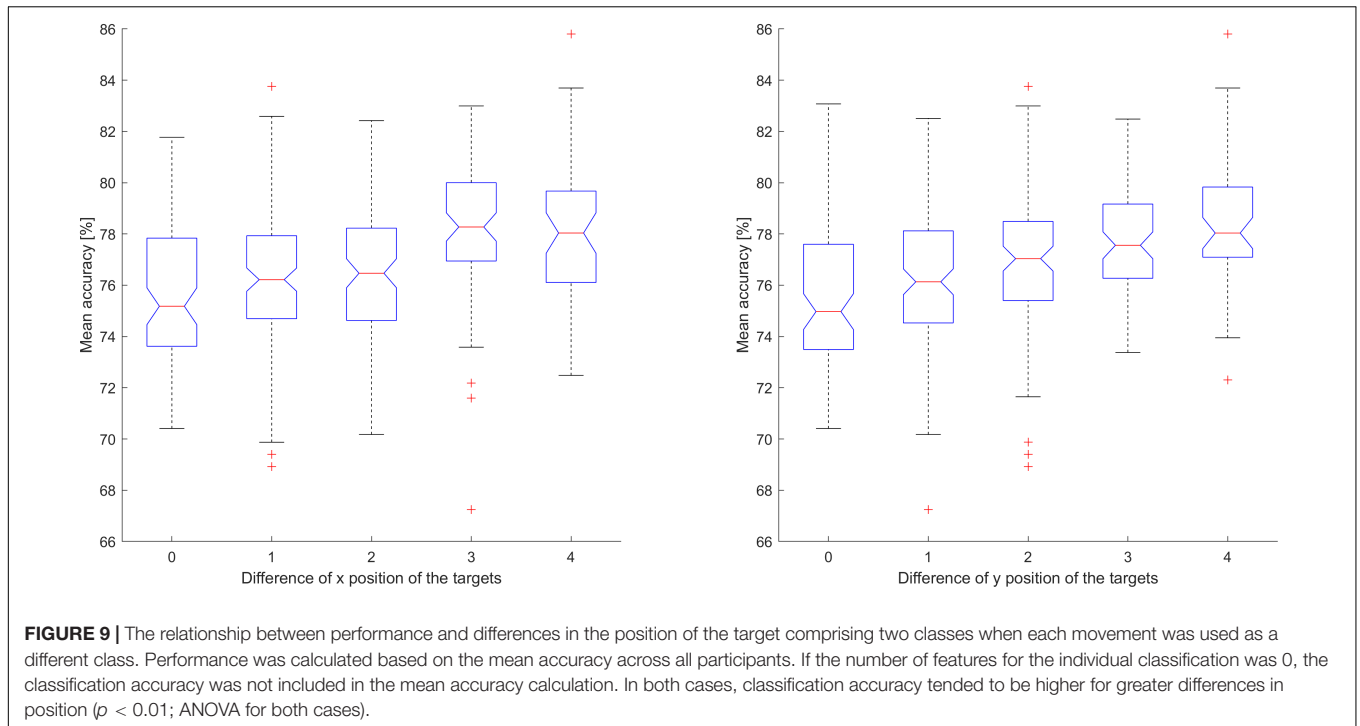 86
84
82
80
78
76
74
72
70
68
66
Mean accuracy [%]
0 1 2 3 4
Difference of x position of the targets
86
84
82
80
78
76
74
72
70
68
66
Mean accuracy [%]
0 1 2 3 4
Difference of y position of the targets
FIGURE 9 | The relationship between performance and differences in the position of the target comprising two classes when each movement was used as a
different class. Performance was calculated based on the mean accuracy across all participants. If the number of features for the individual classification was 0, the
classification accuracy was not included in the mean accuracy calculation. In both cases, classification accuracy tended to be higher for greater differences in
position (p < 0.01; ANOVA for both cases).